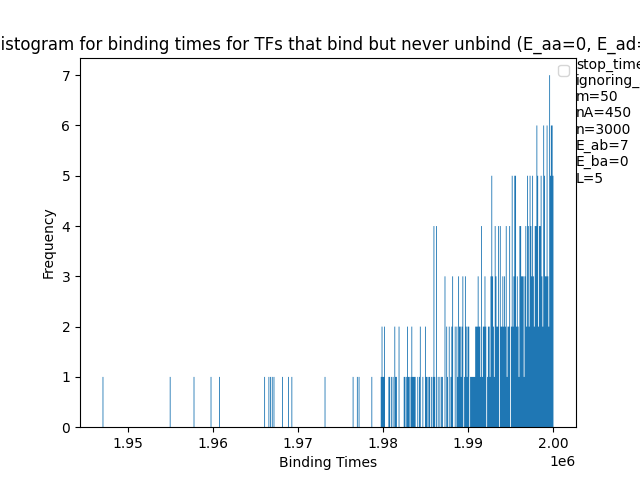 istogram for binding times for TFs that bind but never unbind (E_aa=0, E_ad=
stop_time
ignoring_
m=50
nA=450
n=3000
E_ab=7
E_ba=0
L=5
Frequency
7
6
5
4
3
2
1
0
1.95 1.96 1.97 1.98 1.99 2.00
1e6
Binding Times